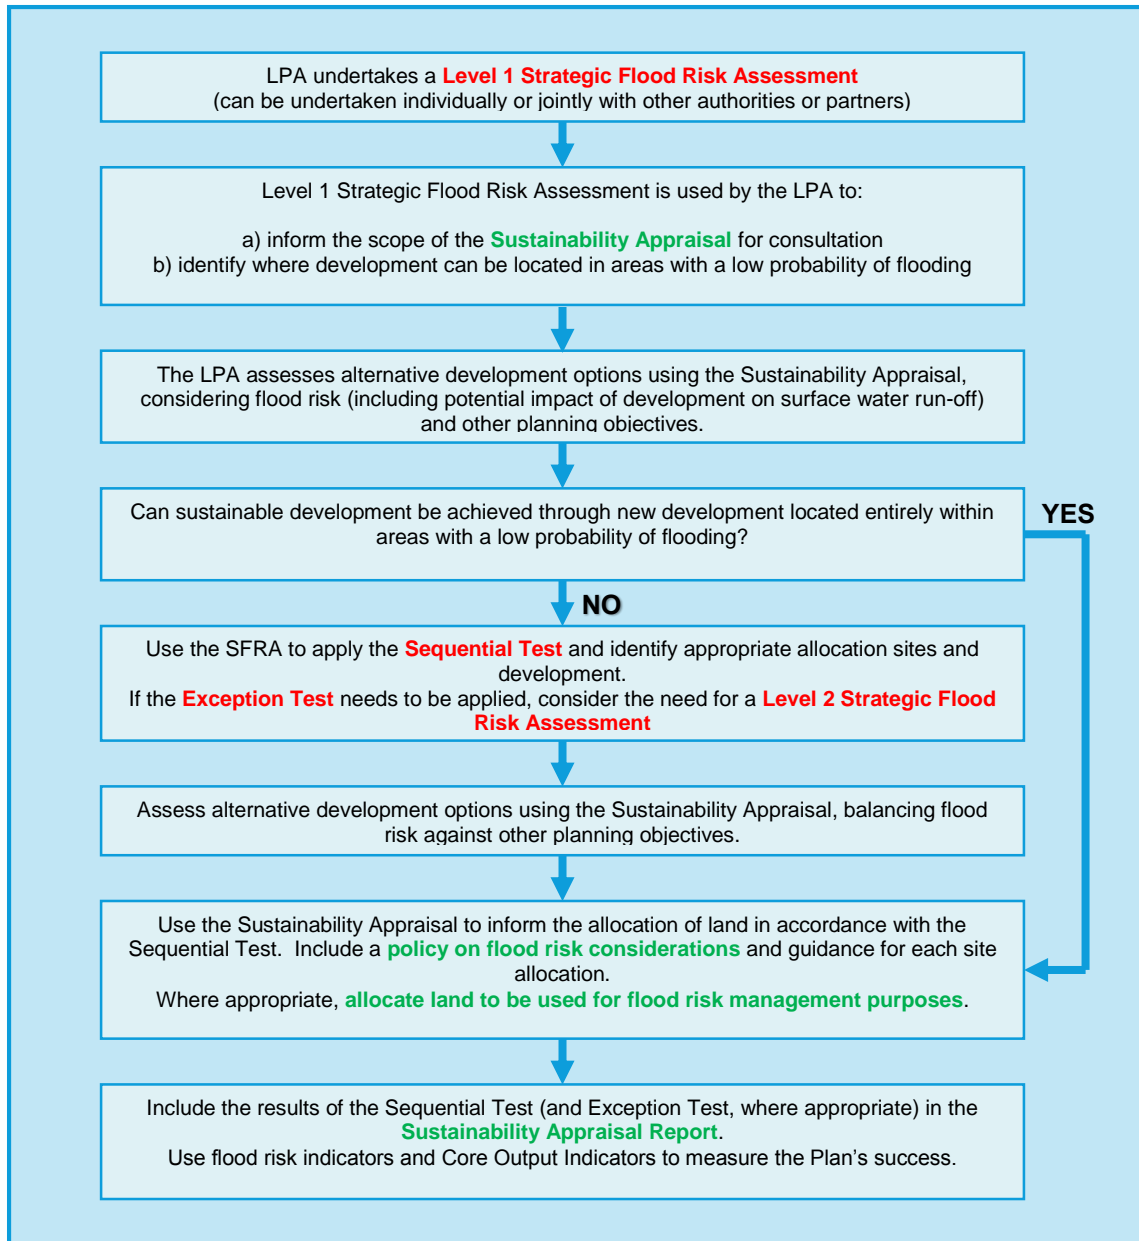 LPA undertakes a Level 1 Strategic Flood Risk Assessment
(can be undertaken individually or jointly with other authorities or partners)
Level 1 Strategic Flood Risk Assessment is used by the LPA to:
a) inform the scope of the Sustainability Appraisal for consultation
b) identify where development can be located in areas with a low probability of flooding
The LPA assesses alternative development options using the Sustainability Appraisal,
considering flood risk (including potential impact of development on surface water run-off)
and other planning objectives.
Can sustainable development be achieved through new development located entirely within
areas with a low probability of flooding?
YES
NO
Use the SFRA to apply the Sequential Test and identify appropriate allocation sites and
development.
If the Exception Test needs to be applied, consider the need for a Level 2 Strategic Flood
Risk Assessment
Assess alternative development options using the Sustainability Appraisal, balancing flood
risk against other planning objectives.
Use the Sustainability Appraisal to inform the allocation of land in accordance with the
Sequential Test.  Include a policy on flood risk considerations and guidance for each site
allocation.
Where appropriate, allocate land to be used for flood risk management purposes.
Include the results of the Sequential Test (and Exception Test, where appropriate) in the
Sustainability Appraisal Report.
Use flood risk indicators and Core Output Indicators to measure the Plan's success.